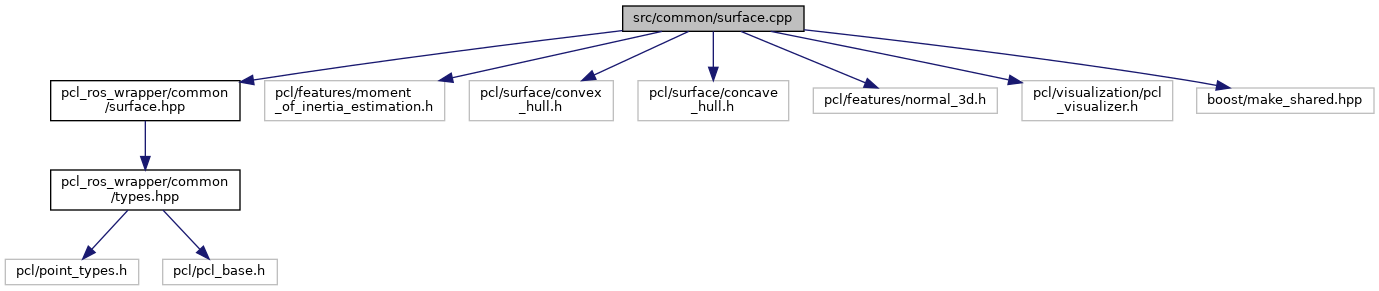 src/common/surface.cpp
pcl_ros_wrapper/common
/surface.hpp
pcl/features/moment
_of_inertia_estimation.h
pcl/surface/convex
_hull.h
pcl/surface/concave
_hull.h
pcl/features/normal_3d.h
pcl/visualization/pcl
_visualizer.h
boost/make_shared.hpp
pcl_ros_wrapper/common
/types.hpp
pcl/point_types.h
pcl/pcl_base.h